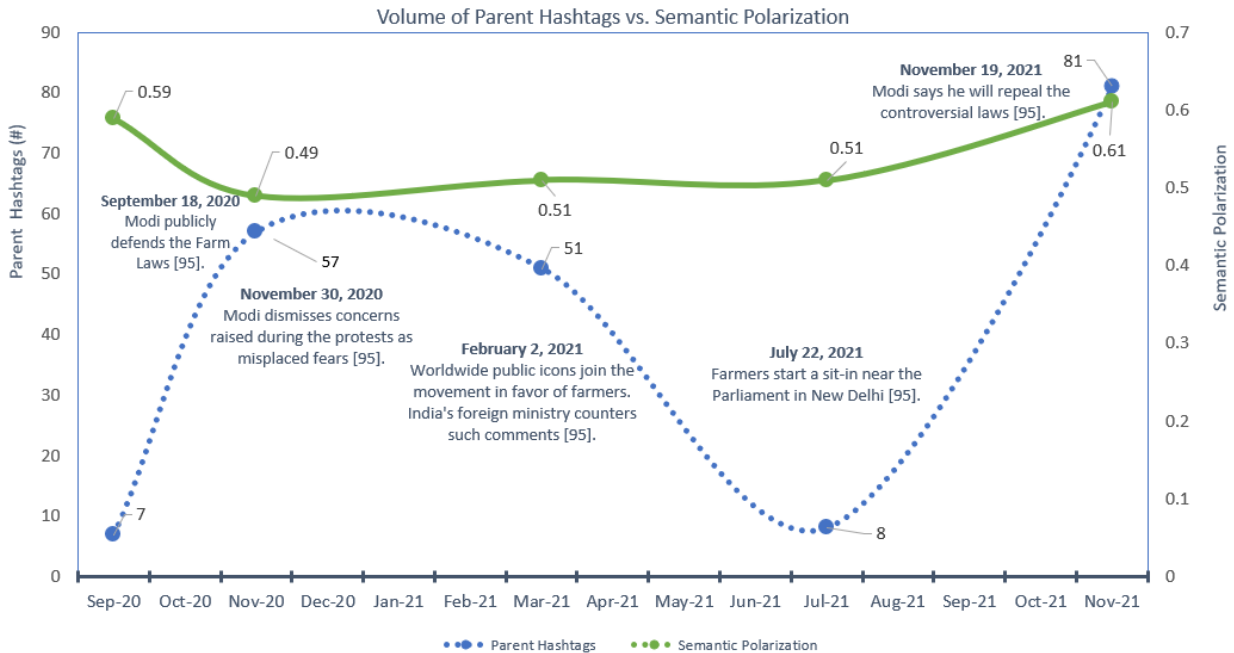 Volume of Parent Hashtags vs. Semantic Polarization
90
80
70
60
50
40
30
20
10
0
Parent Hashtags (#)
0.7
0.6
0.5
0.4
0.3
0.2
0.1
0
Semantic Polarization
0.59
0.49
0.51
0.51
0.61
81
57
51
7
8
September 18, 2020
Modi publicly
defends the Farm
Laws [95].
November 30, 2020
Modi dismisses concerns
raised during the protests as
misplaced fears [95].
February 2, 2021
Worldwide public icons join the
movement in favor of farmers.
India's foreign ministry counters
such comments [95].
July 22, 2021
Farmers start a sit-in near the
Parliament in New Delhi [95].
November 19, 2021
Modi says he will repeal the
controversial laws [95].
Sep-20 Oct-20 Nov-20 Dec-20 Jan-21 Feb-21 Mar-21 Apr-21 May-21 Jun-21 Jul-21 Aug-21 Sep-21 Oct-21 Nov-21
Parent Hashtags Semantic Polarization